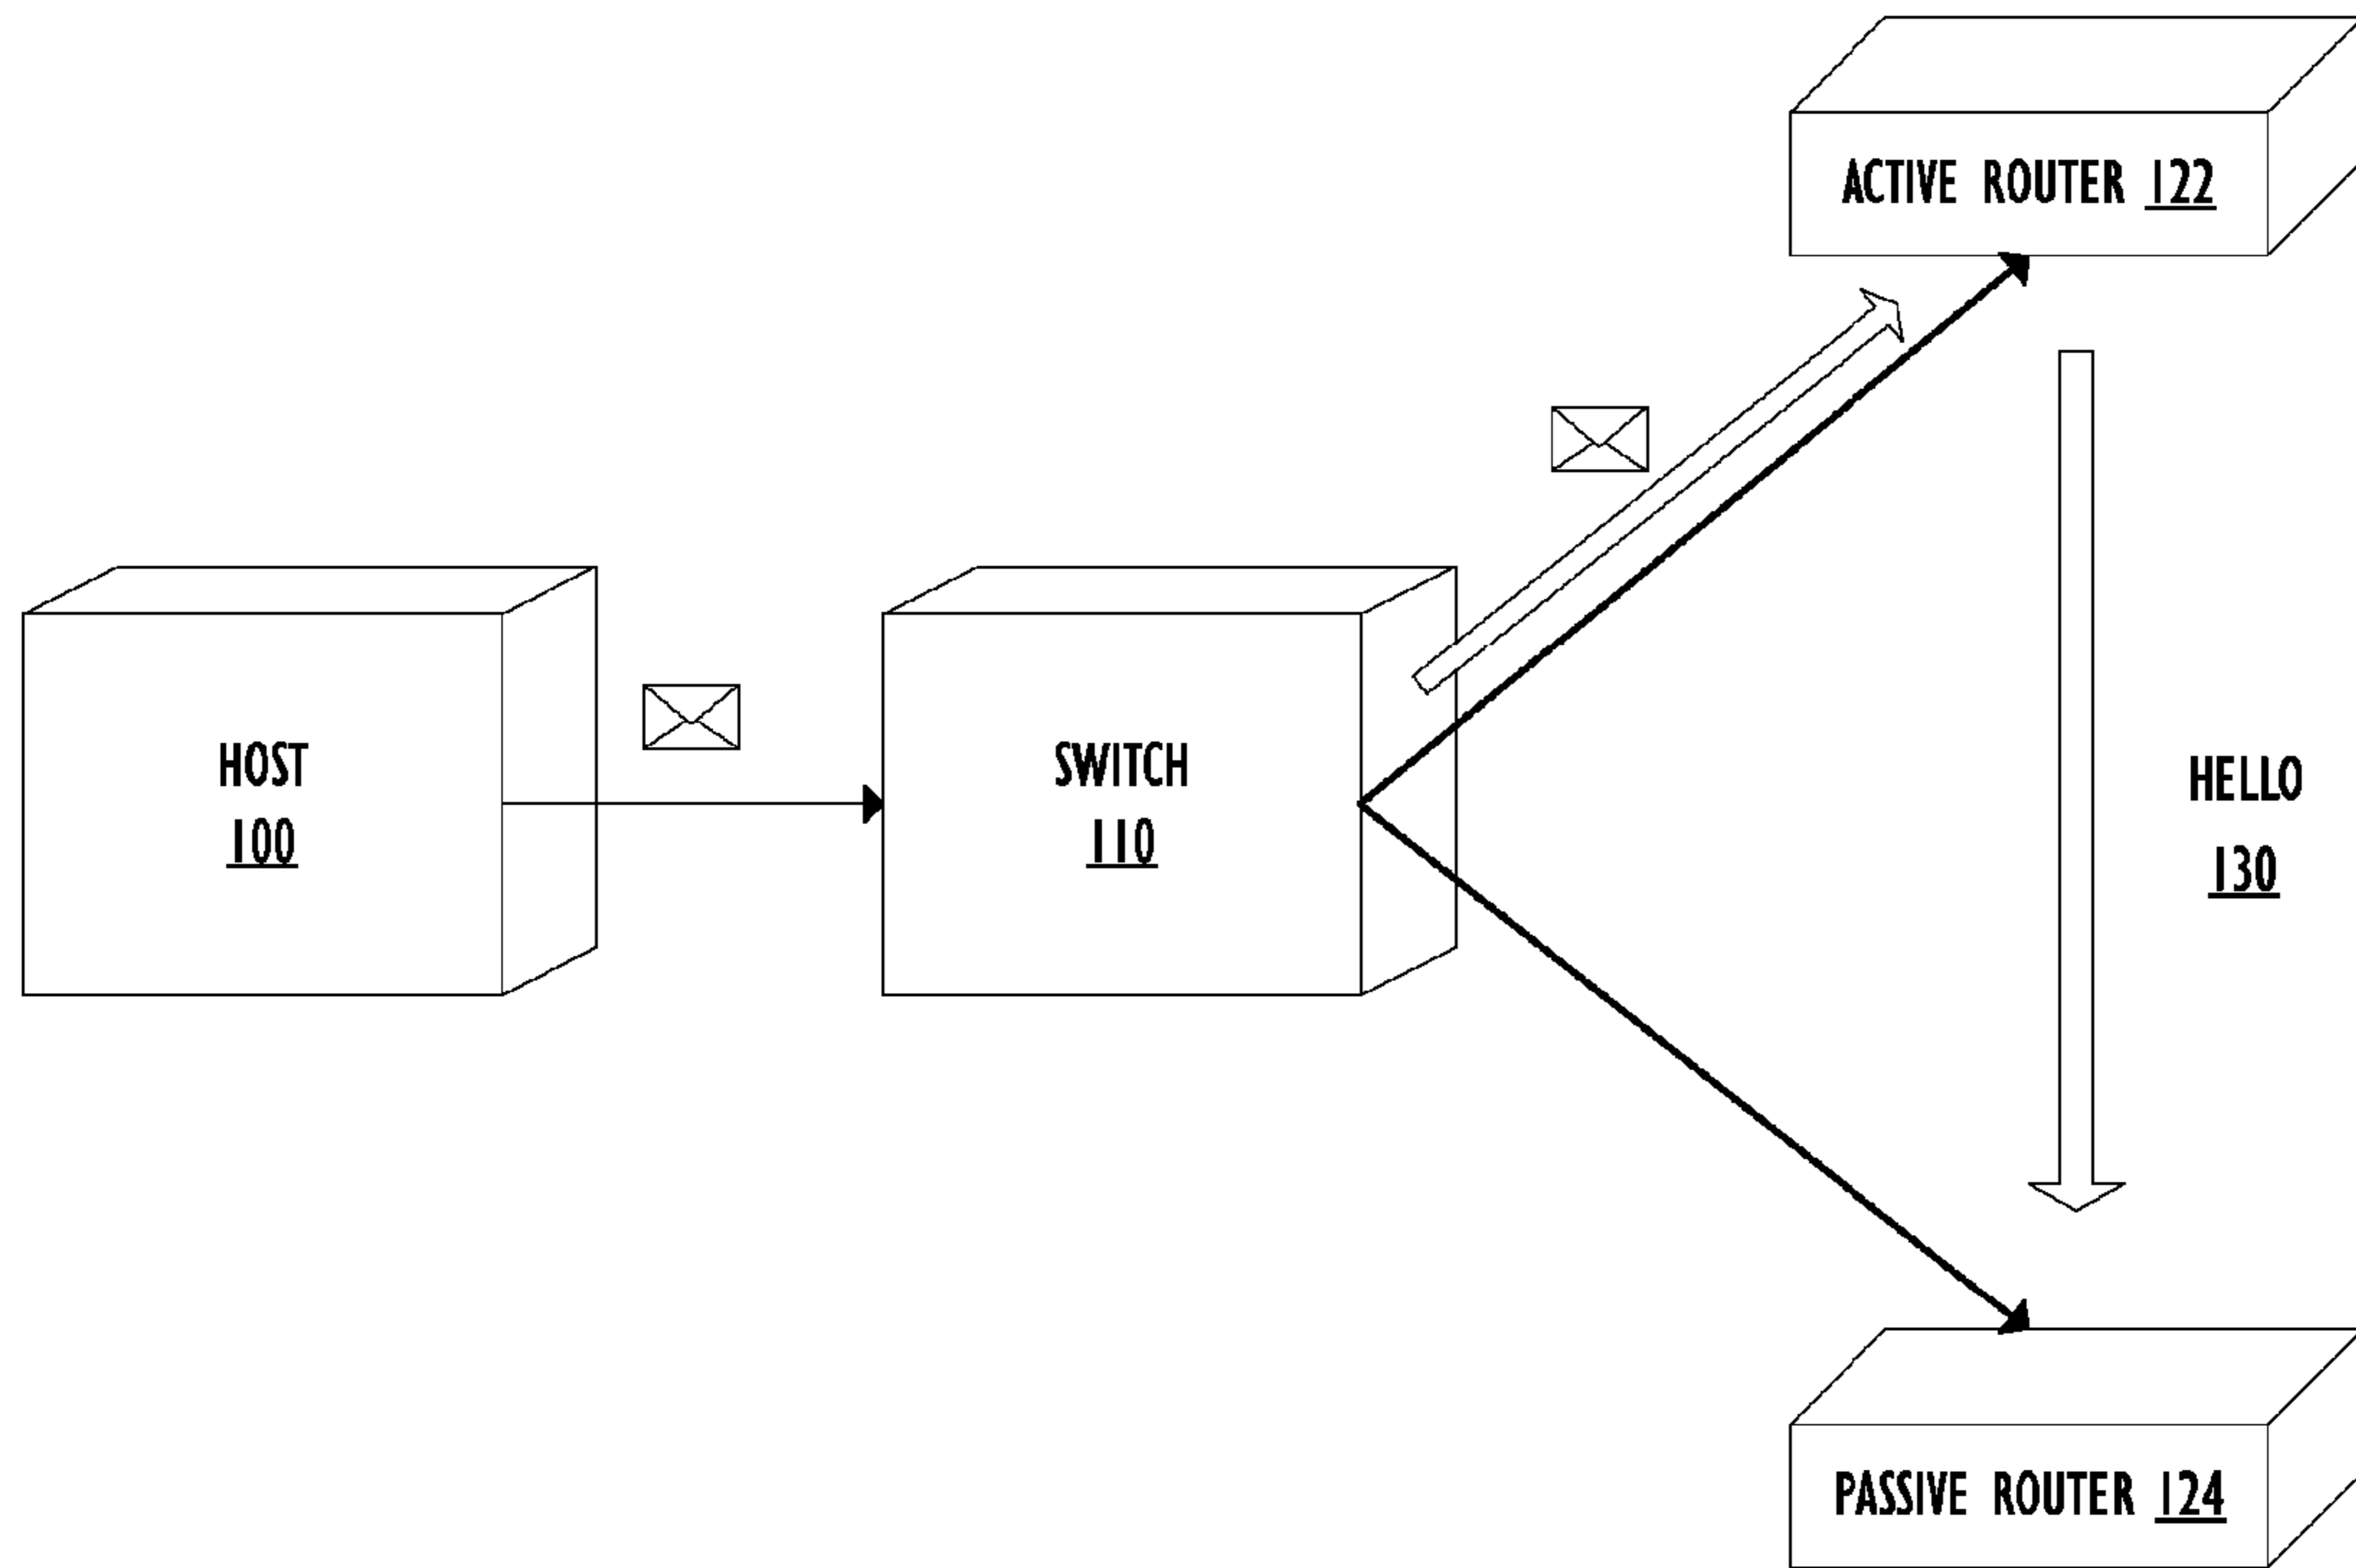 ACTIVE ROUTER 122
HOST
100
SWITCH
110
HELLO
130
PASSIVE ROUTER 124